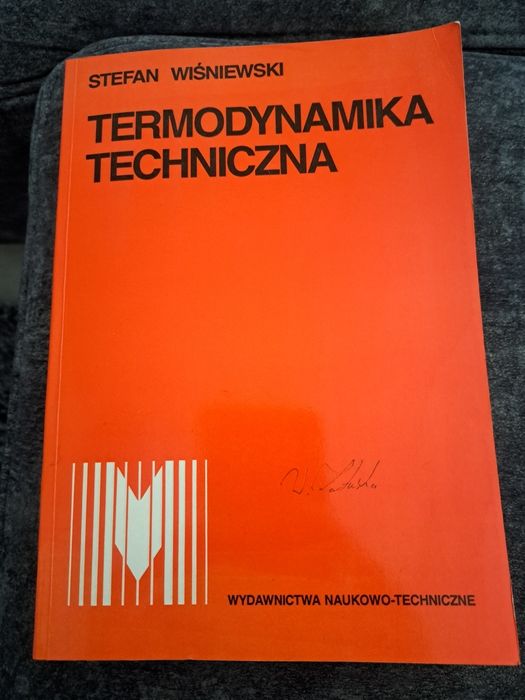 STEFAN WIŚNIEWSKI
TERMODYNAMIKA
TECHNICZNA
WYDAWNICTWA NAUKOWO-TECHNICZNE